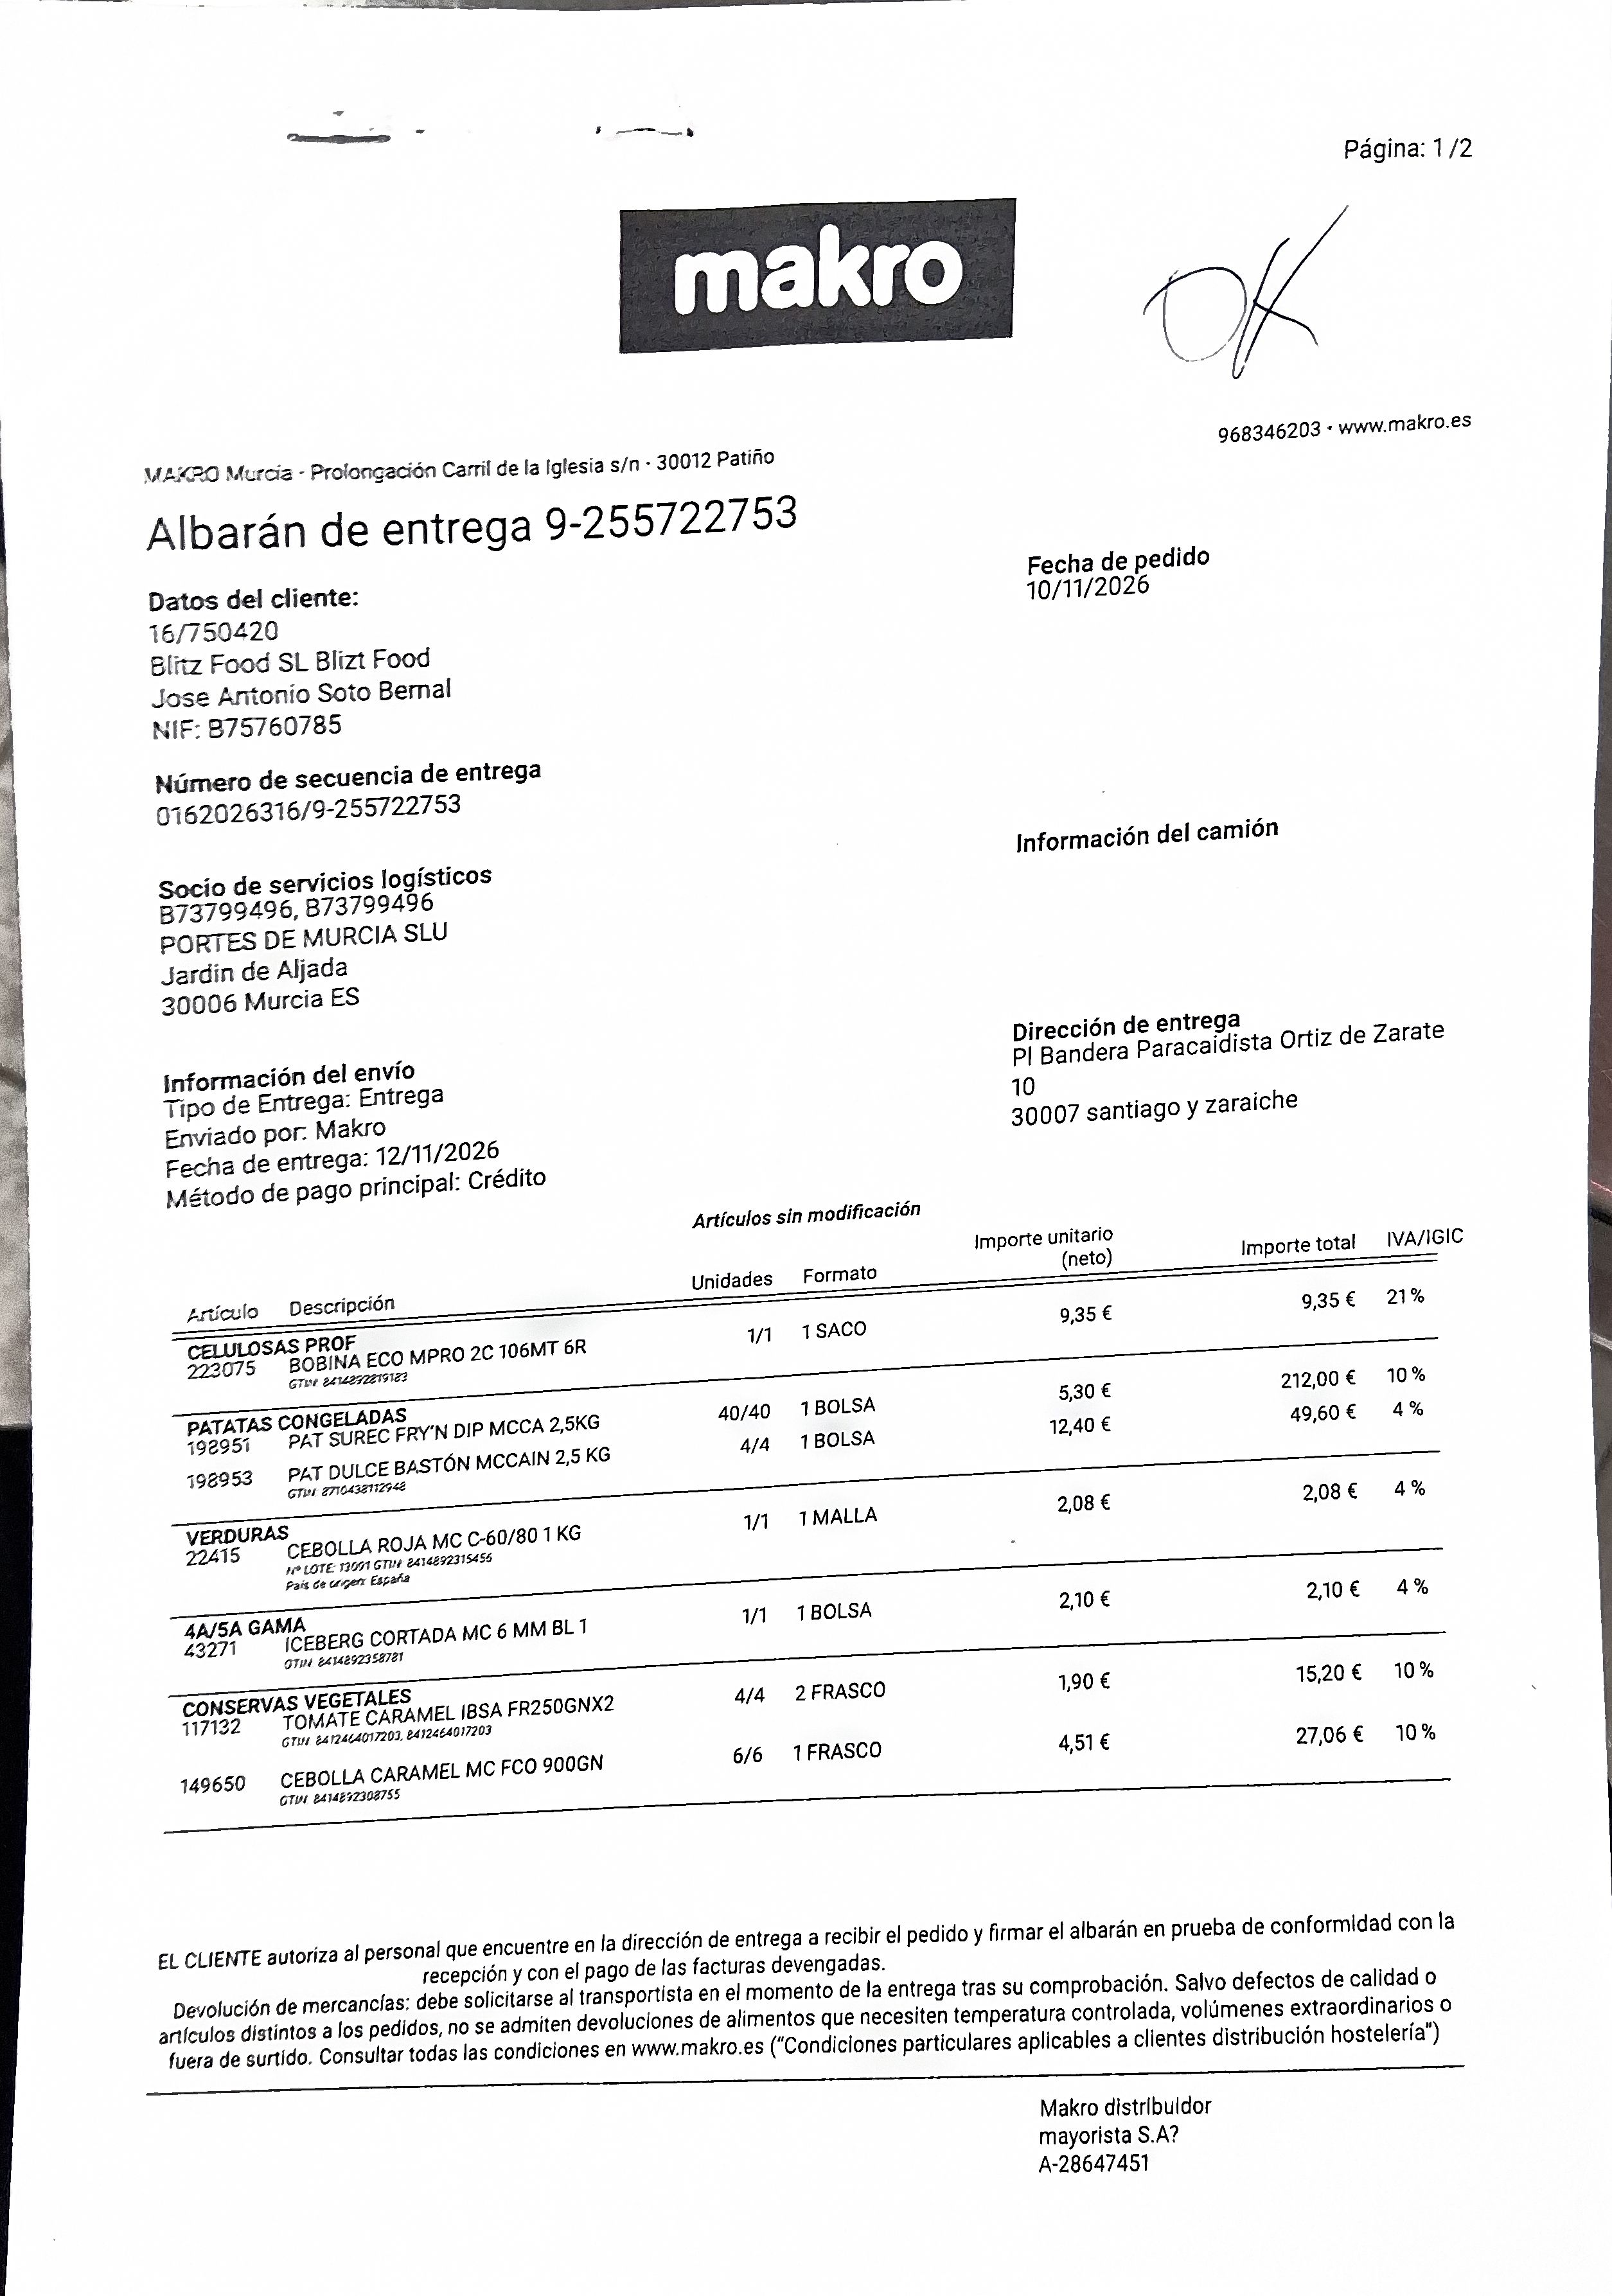 Página: 1 /2
makro
OK
968346203 • www.makro.es
MAKRO Murcia - Prolongación Carril de la Iglesia s/n · 30012 Patiño
Albarán de entrega 9-255722753
Fecha de pedido
10/11/2026
Datos del cliente:
16/750420
Blitz Food SL Blizt Food
Jose Antonio Soto Bernal
NIF: B75760785
Número de secuencia de entrega
0162026316/9-255722753
Información del camión
Socio de servicios logísticos
B73799496, B73799496
PORTES DE MURCIA SLU
Jardin de Aljada
30006 Murcia ES
Dirección de entrega
Pl Bandera Paracaidista Ortiz de Zarate
10
30007 santiago y zaraiche
Información del envío
Tipo de Entrega: Entrega
Enviado por: Makro
Fecha de entrega: 12/11/2026
Método de pago principal: Crédito
Artículos sin modificación
Artículo Descripción Unidades Formato Importe unitario (neto) Importe total IVA/IGIC
CELULOSAS PROF
223075 BOBINA ECO MPRO 2C 106MT 6R 1/1 1 SACO 9,35 € 9,35 € 21 %
GTIN: 8414892819183
PATATAS CONGELADAS
198951 PAT SUREC FRY'N DIP MCCA 2,5KG 40/40 1 BOLSA 5,30 € 212,00 € 10 %
198953 PAT DULCE BASTÓN MCCAIN 2,5 KG 4/4 1 BOLSA 12,40 € 49,60 € 4 %
GTIN: 8710438112948
VERDURAS
22415 CEBOLLA ROJA MC C-60/80 1 KG 1/1 1 MALLA 2,08 € 2,08 € 4 %
Nº LOTE: 13091 GTIN: 8414892315456
País de origen: España
4A/5A GAMA
43271 ICEBERG CORTADA MC 6 MM BL 1 1/1 1 BOLSA 2,10 € 2,10 € 4 %
GTIN: 8414892358781
CONSERVAS VEGETALES
117132 TOMATE CARAMEL IBSA FR250GNX2 4/4 2 FRASCO 1,90 € 15,20 € 10 %
GTIN: 8412464017203, 8412464017203
149650 CEBOLLA CARAMEL MC FCO 900GN 6/6 1 FRASCO 4,51 € 27,06 € 10 %
GTIN: 8414892308755
EL CLIENTE autoriza al personal que encuentre en la dirección de entrega a recibir el pedido y firmar el albarán en prueba de conformidad con la
recepción y con el pago de las facturas devengadas.
Devolución de mercancías: debe solicitarse al transportista en el momento de la entrega tras su comprobación. Salvo defectos de calidad o
artículos distintos a los pedidos, no se admiten devoluciones de alimentos que necesiten temperatura controlada, volúmenes extraordinarios o
fuera de surtido. Consultar todas las condiciones en www.makro.es ("Condiciones particulares aplicables a clientes distribución hostelería")
Makro distribuidor
mayorista S.A?
A-28647451